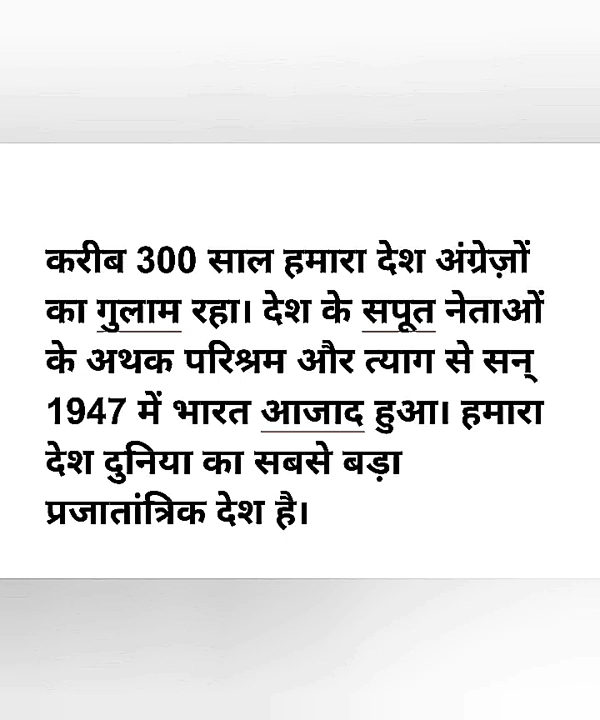 करीब 300 साल हमारा देश अंग्रेज़ों
का गुलाम रहा। देश के सपूत नेताओं
के अथक परिश्रम और त्याग से सन्
1947 में भारत आजाद हुआ। हमारा
देश दुनिया का सबसे बड़ा
प्रजातांत्रिक देश है।